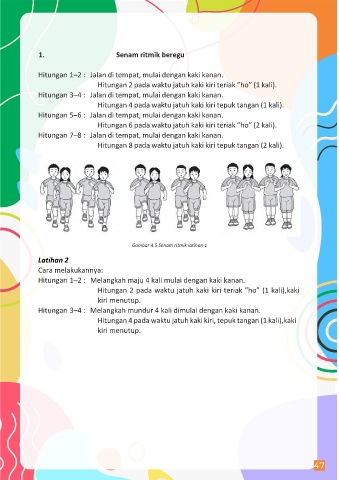 1. Senam ritmik beregu
Hitungan 1–2 : Jalan di tempat, mulai dengan kaki kanan.
Hitungan 2 pada waktu jatuh kaki kiri teriak "ho" (1 kali).
Hitungan 3–4 : Jalan di tempat, mulai dengan kaki kanan.
Hitungan 4 pada waktu jatuh kaki kiri tepuk tangan (1 kali).
Hitungan 5–6 : Jalan di tempat, mulai dengan kaki kanan.
Hitungan 6 pada waktu jatuh kaki kiri teriak "ho" (2 kali).
Hitungan 7–8 : Jalan di tempat, mulai dengan kaki kanan.
Hitungan 8 pada waktu jatuh kaki kiri tepuk tangan (2 kali).
Gambar 4.5 Senam ritmik latihan 1
Latihan 2
Cara melakukannya:
Hitungan 1–2 : Melangkah maju 4 kali mulai dengan kaki kanan.
Hitungan 2 pada waktu jatuh kaki kiri teriak "ho" (1 kali),kaki
kiri menutup.
Hitungan 3–4 : Melangkah mundur 4 kali dimulai dengan kaki kanan.
Hitungan 4 pada waktu jatuh kaki kiri, tepuk tangan (1 kali),kaki
kiri menutup.
47